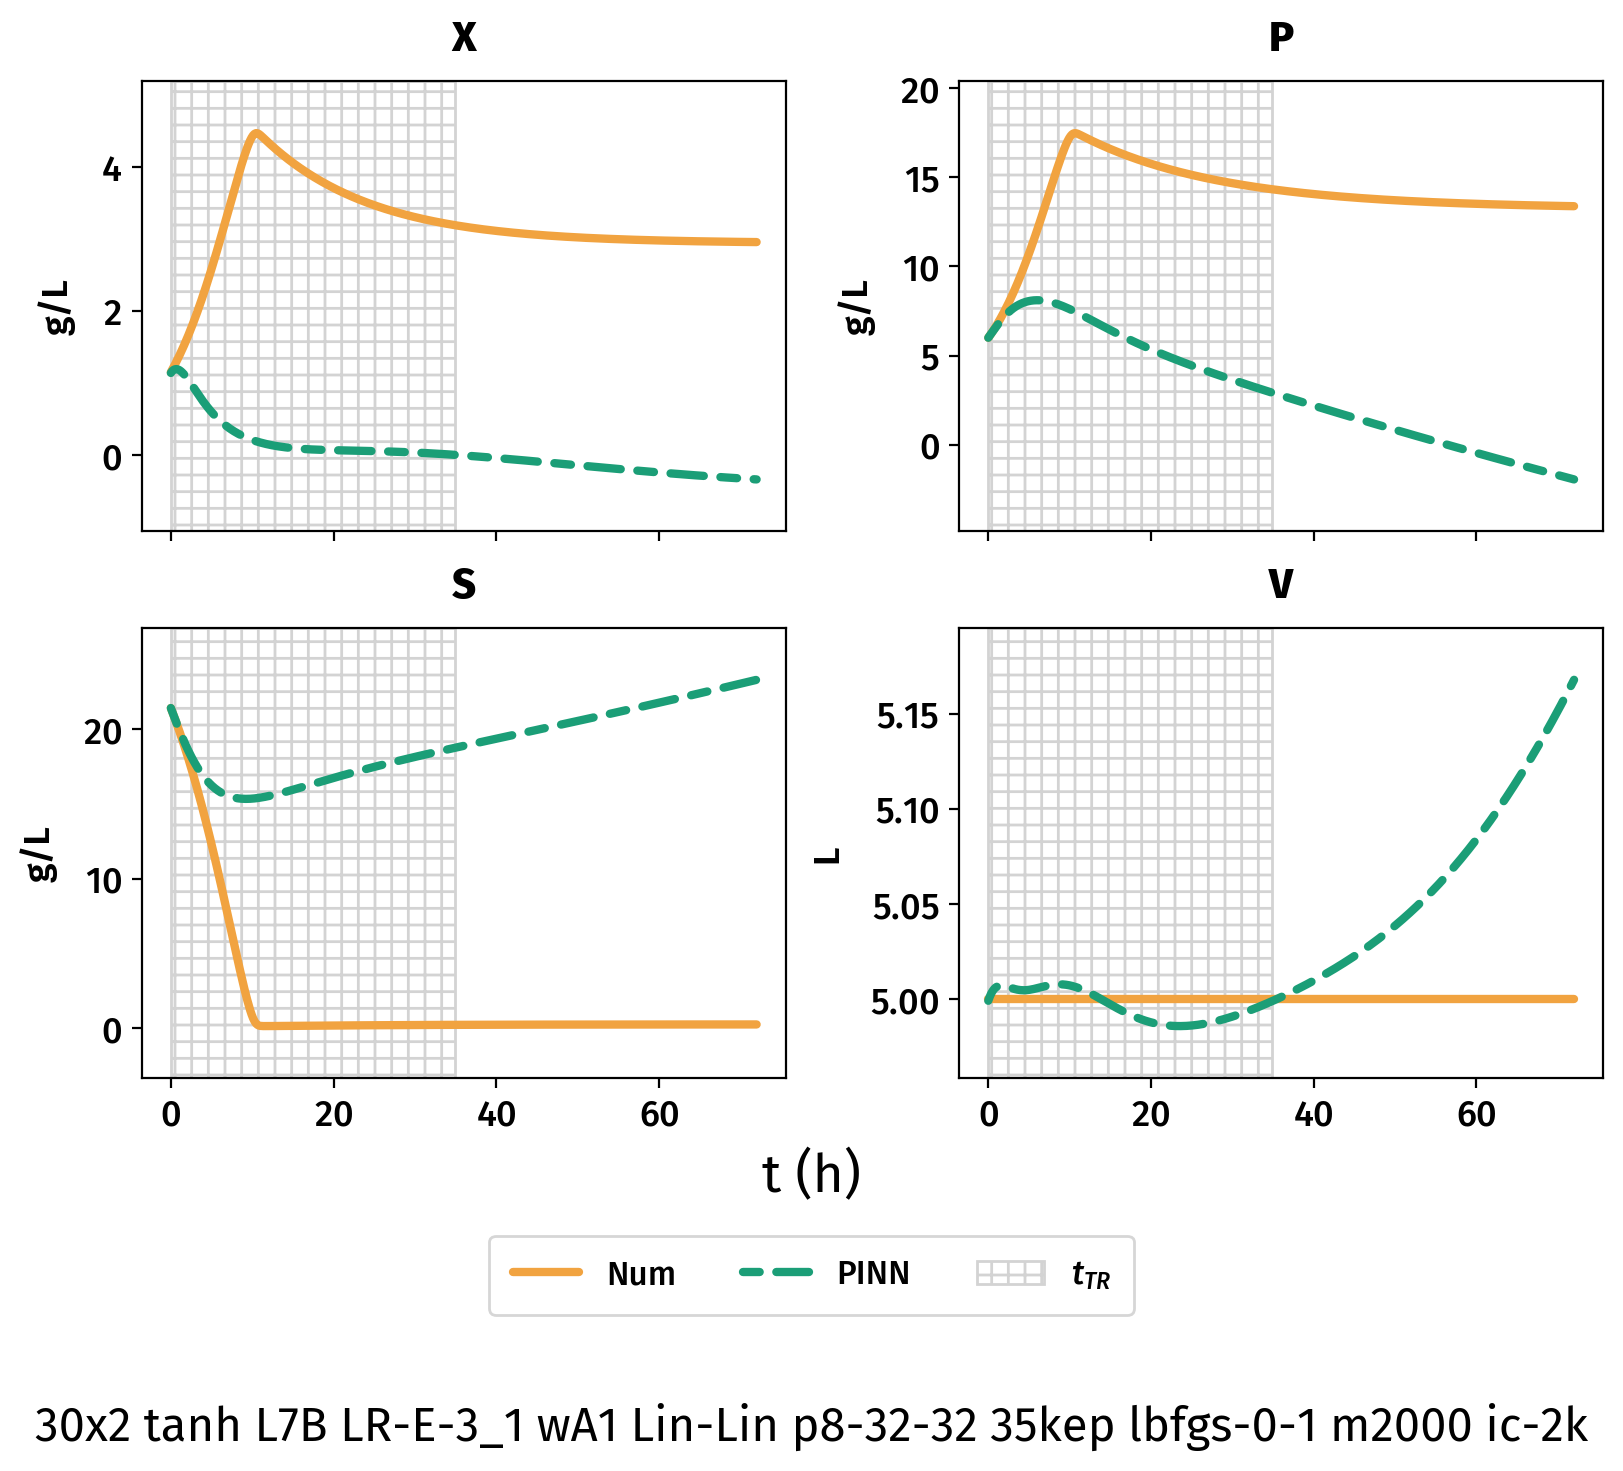 X
P
g/L
4
2
0
g/L
20
15
10
5
0
S
V
g/L
20
10
0
L
5.15
5.10
5.05
5.00
0 20 40 60
0 20 40 60
t (h)
Num PINN t_TR
30x2 tanh L7B LR-E-3_1 wA1 Lin-Lin p8-32-32 35kep lbfgs-0-1 m2000 ic-2k